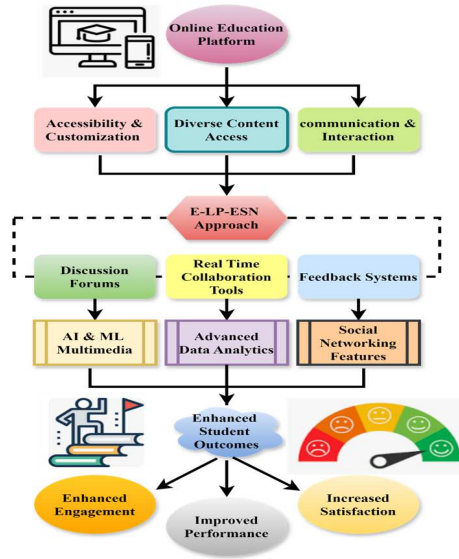 Online Education
Platform
Accessibility &
Customization
Diverse Content
Access
communication &
Interaction
E-LP-ESN
Approach
Discussion
Forums
Real Time
Collaboration
Tools
Feedback Systems
AI & ML
Multimedia
Advanced
Data Analytics
Social
Networking
Features
Enhanced
Student
Outcomes
Enhanced
Engagement
Improved
Performance
Increased
Satisfaction